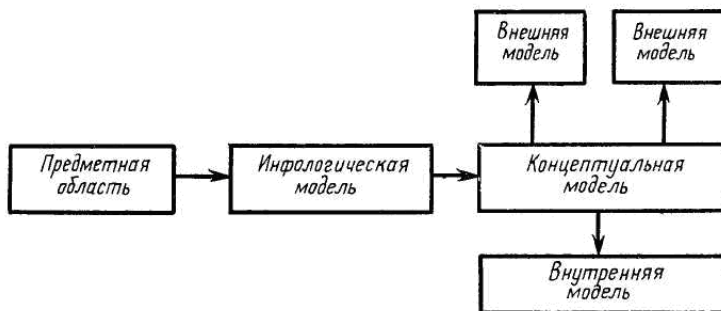 Внешняя
модель
Внешняя
модель
Предметная
область
Инфологическая
модель
Концептуальная
модель
Внутренняя
модель